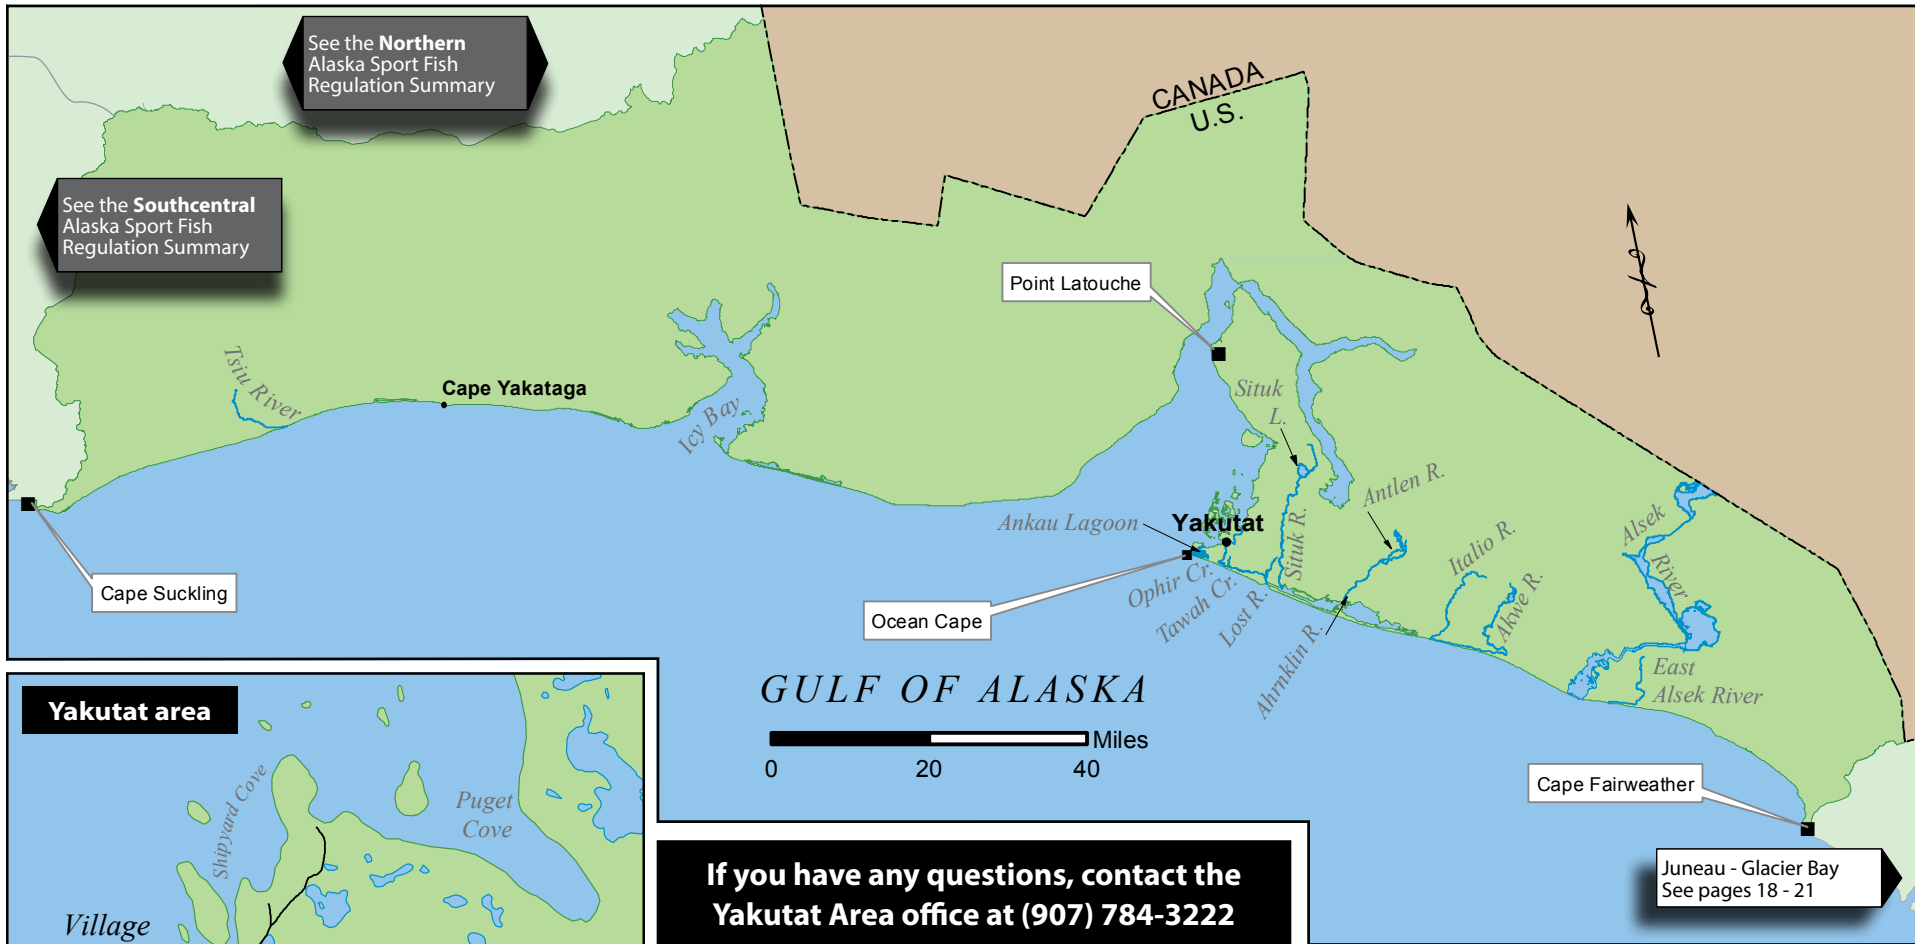 See the Northern
Alaska Sport Fish
Regulation Summary
See the Southcentral
Alaska Sport Fish
Regulation Summary
CANADA
U.S.
Point Latouche
Tsiu River
Cape Yakataga
Icy Bay
Situk
L.
Antlen R.
Ankau Lagoon
Yakutat
Situk R.
Italio R.
Alsek
River
Akwe R.
Cape Suckling
Ocean Cape
Ophir Cr.
Tawah Cr.
Lost R.
Ahrnklin R.
East
Alsek River
GULF OF ALASKA
Miles
0 20 40
Cape Fairweather
Juneau - Glacier Bay
See pages 18 - 21
Yakutat area
Shipyard Cove
Puget
Cove
Village
If you have any questions, contact the
Yakutat Area office at (907) 784-3222